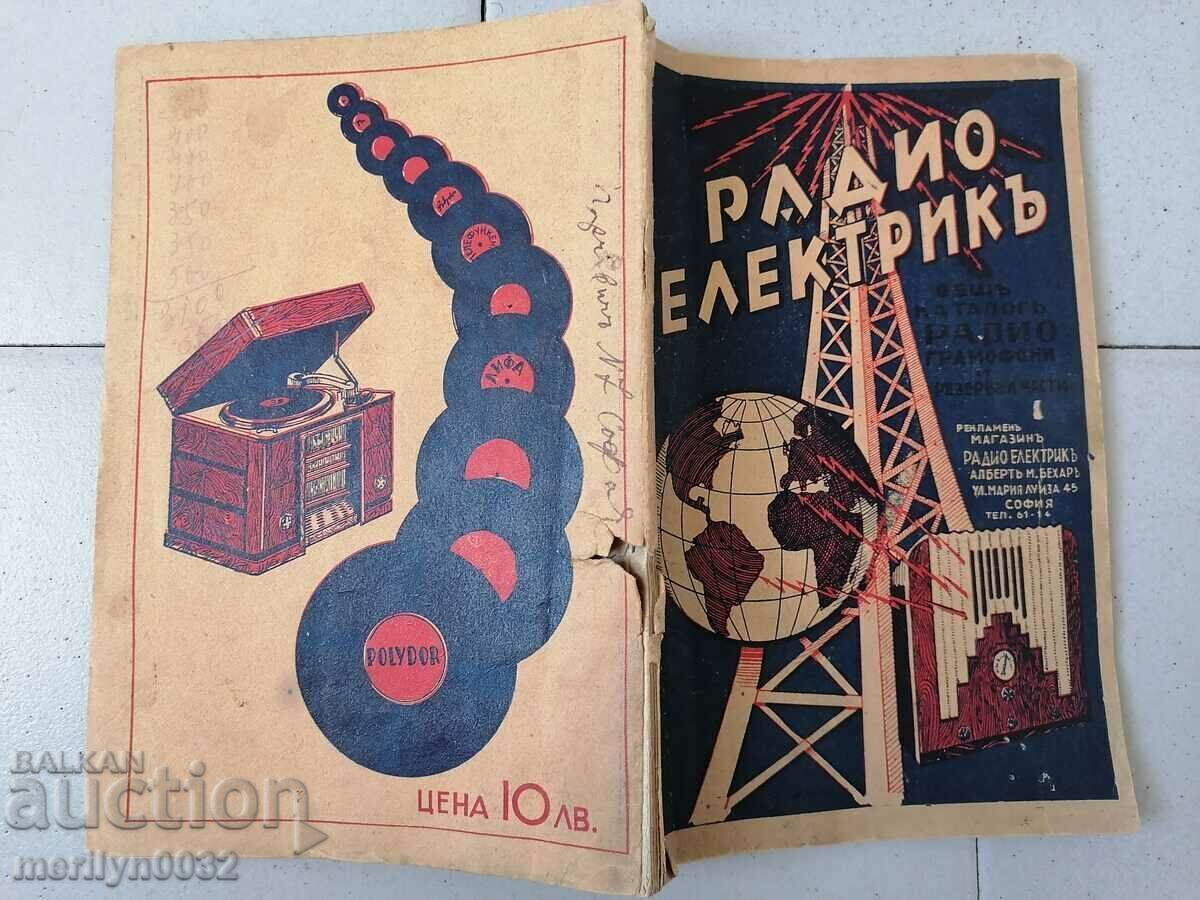 РАДИО
ЕЛЕКТРИКЪ
ОБЩЪ
КАТАЛОГЪ
РАДИО
ГРАМОФОНИ
РЕЗЕРВНИ ЧАСТИ
РЕКЛАМЕНЪ
МАГАЗИНЪ
РАДИО ЕЛЕКТРИКЪ
АЛБЕРТЪ М. БЕХАРЪ
УЛ. МАРИЯ ЛУИЗА 45
СОФИЯ
ТЕЛ. 61-14
ТЕЛЕФУНКЕН
ЛИФА
POLYDOR
ЦЕНА 10 ЛВ.
BALKAN
auction
merilyn0032